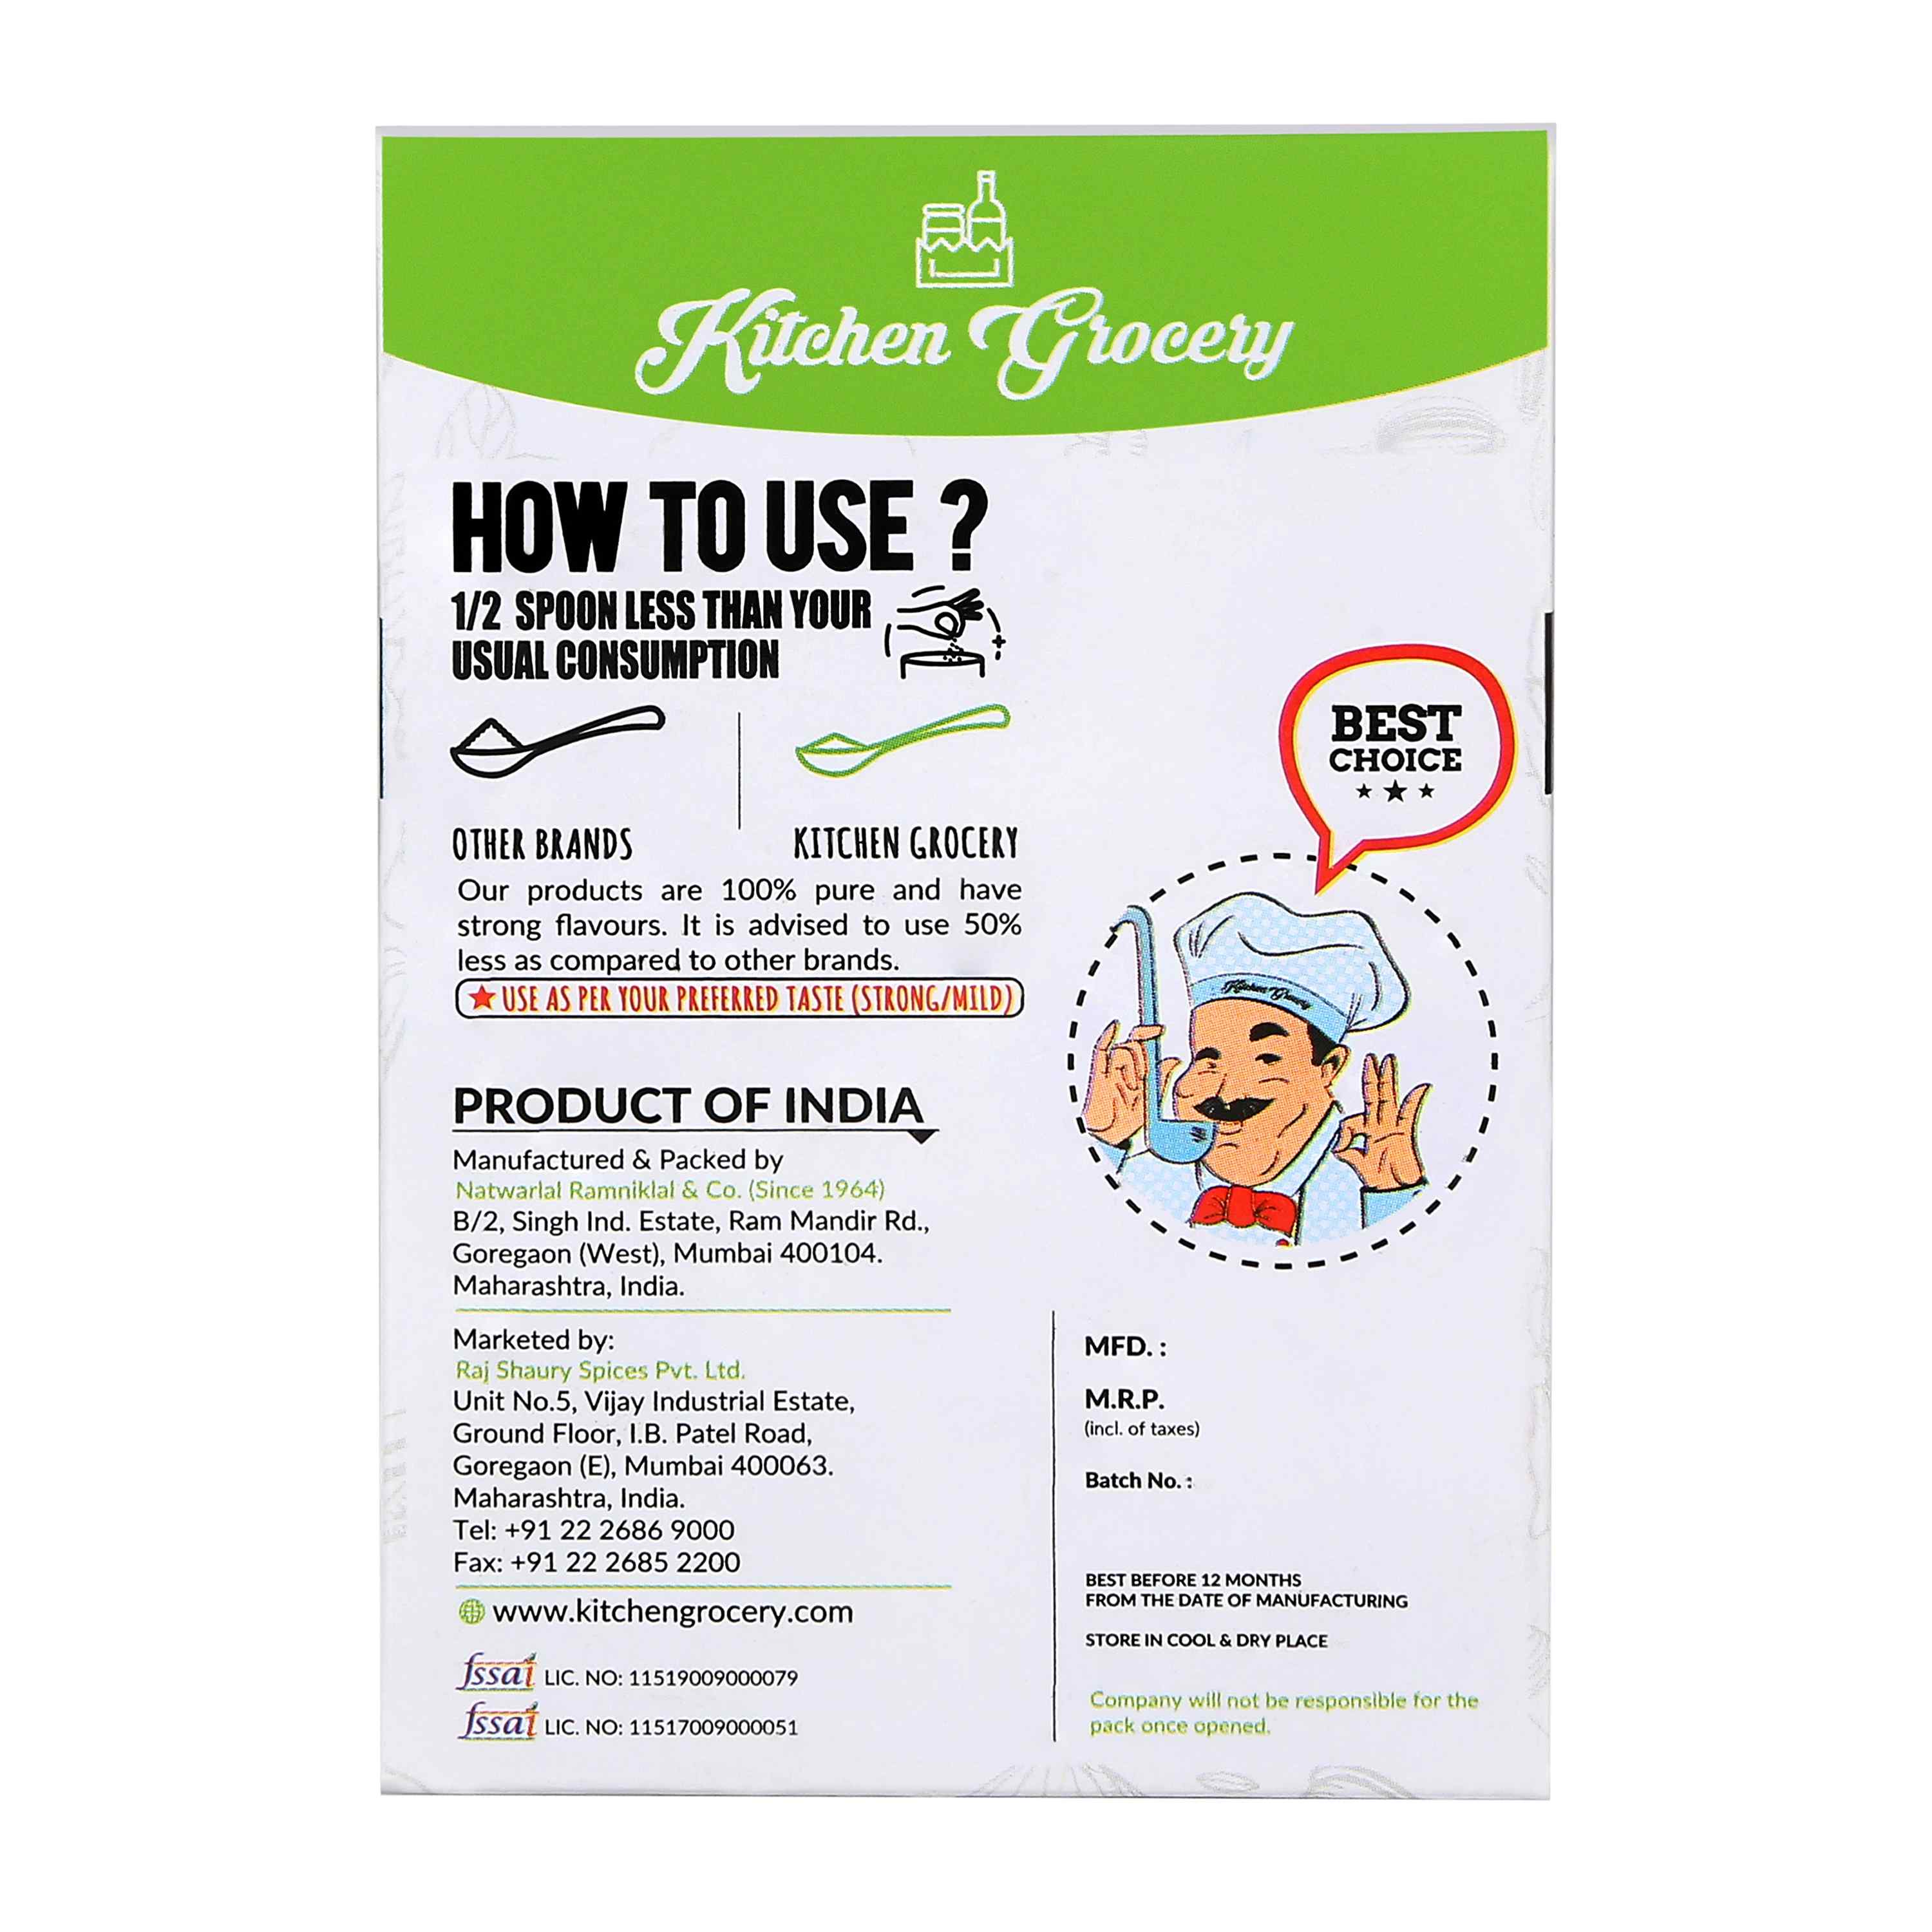 Kitchen Grocery
HOW TO USE ?
1/2 SPOON LESS THAN YOUR
USUAL CONSUMPTION
OTHER BRANDS
KITCHEN GROCERY
Our products are 100% pure and have
strong flavours. It is advised to use 50%
less as compared to other brands.
USE AS PER YOUR PREFERRED TASTE (STRONG/MILD)
BEST
CHOICE
Kitchen Grocery
PRODUCT OF INDIA
Manufactured & Packed by
Natwarlal Ramniklal & Co. (Since 1964)
B/2, Singh Ind. Estate, Ram Mandir Rd.,
Goregaon (West), Mumbai 400104.
Maharashtra, India.
Marketed by:
Raj Shaury Spices Pvt. Ltd.
Unit No.5, Vijay Industrial Estate,
Ground Floor, I.B. Patel Road,
Goregaon (E), Mumbai 400063.
Maharashtra, India.
Tel: +91 22 2686 9000
Fax: +91 22 2685 2200
www.kitchengrocery.com
fssai LIC. NO: 11519009000079
fssai LIC. NO: 11517009000051
MFD. :
M.R.P.
(incl. of taxes)
Batch No. :
BEST BEFORE 12 MONTHS
FROM THE DATE OF MANUFACTURING
STORE IN COOL & DRY PLACE
Company will not be responsible for the
pack once opened.